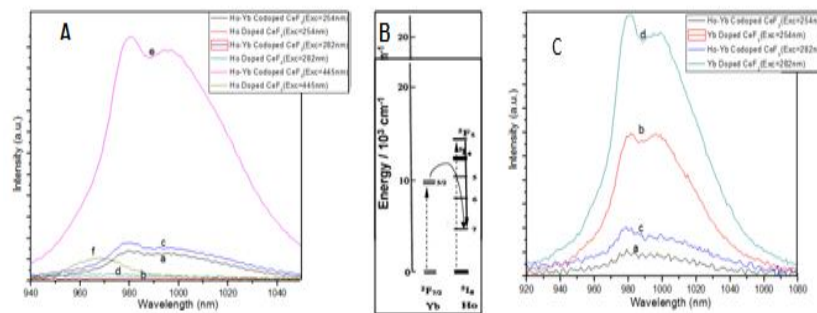 A
Ho-Yb Codoped CeF3(Exc=254nm)
Ho Doped CeF3(Exc=254nm)
Ho-Yb Codoped CeF3(Exc=282nm)
Ho Doped CeF3(Exc=282nm)
Ho-Yb Codoped CeF3(Exc=445nm)
Ho Doped CeF3(Exc=445nm)
Intensity (a.u.)
e
f
c
a
d
b
940 960 980 1000 1020 1040
Wavelength (nm)
B
20
20
10
0
Energy / 10³ cm⁻¹
5
6
7
Yb Ho
C
Ho-Yb Codoped CeF3(Exc=254nm)
Yb Doped CeF3(Exc=254nm)
Ho-Yb Codoped CeF3(Exc=282nm
Yb Doped CeF3(Exc=282nm)
Intensity (a.u.)
d
b
c
a
920 940 960 980 1000 1020 1040 1060 1080
Wavelength (nm)